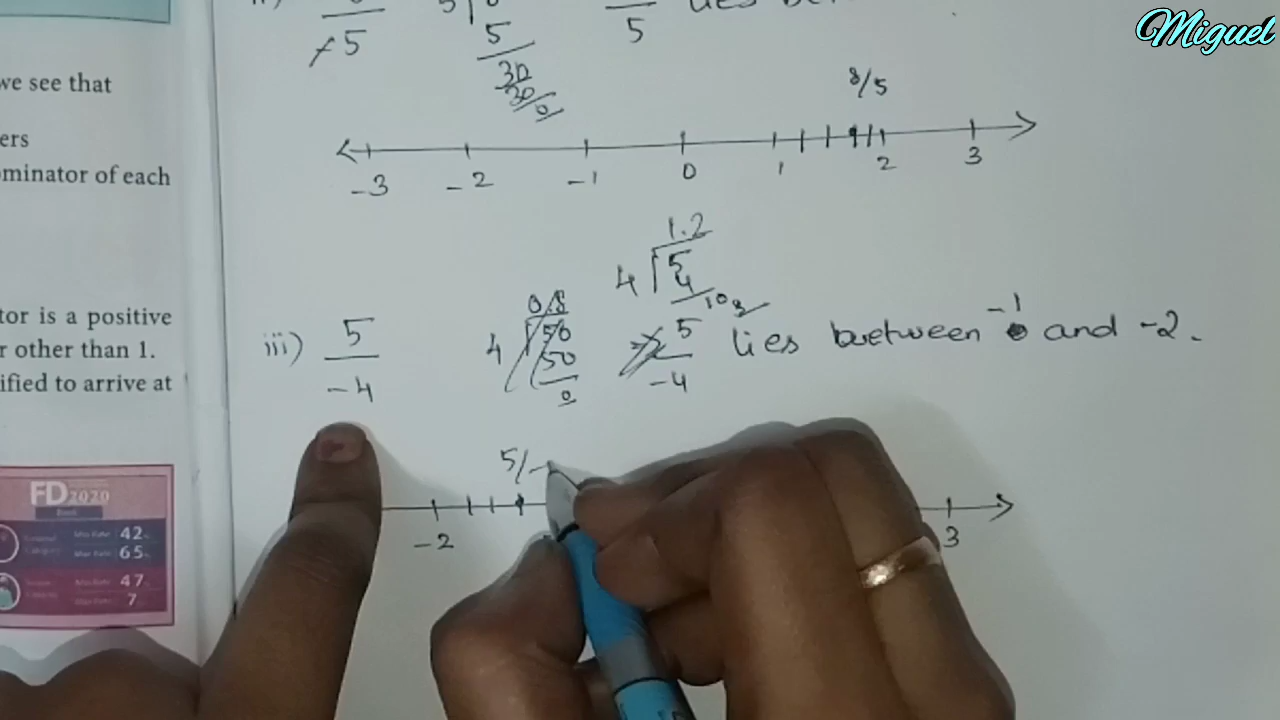 Miguel
5
5
-5
30
30
0
5
we see that
8/5
ers
ominator of each
-3 -2 -1 0 1 2 3
1.2
4 5
4
10
tor is a positive
r other than 1.
ified to arrive at
iii) 5/-4
4 50
50
0
5/-4 lies between -1 and -2.
5/-
-2 3
FD 2020
42
65
47
7